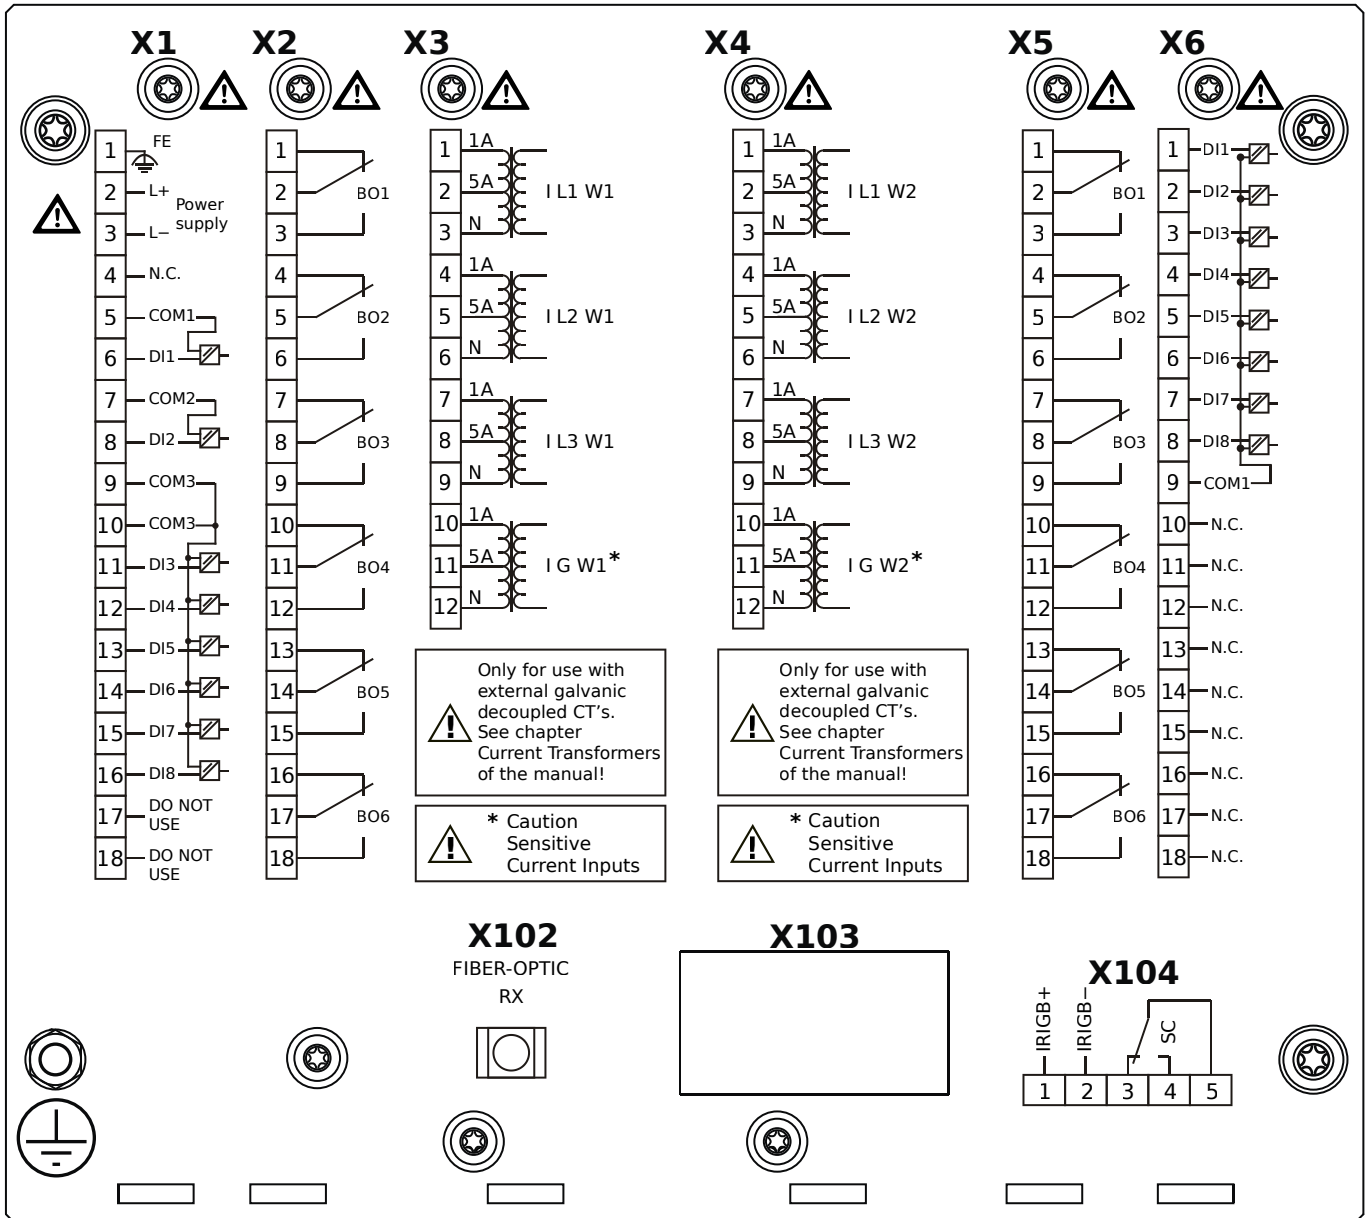 X1
X2
X3
X4
X5
X6
1 FE
2 L+
Power
supply
3 L−
4 N.C.
5 COM1
6 DI1
7 COM2
8 DI2
9 COM3
10 COM3
11 DI3
12 DI4
13 DI5
14 DI6
15 DI7
16 DI8
17 DO NOT
USE
18 DO NOT
USE
1
2 BO1
3
4
5 BO2
6
7
8 BO3
9
10
11 BO4
12
13
14 BO5
15
16
17 BO6
18
1 1A
2 5A I L1 W1
3 N
4 1A
5 5A I L2 W1
6 N
7 1A
8 5A I L3 W1
9 N
10 1A
11 5A I G W1*
12 N
Only for use with
external galvanic
decoupled CT's.
See chapter
Current Transformers
of the manual!
* Caution
Sensitive
Current Inputs
1 1A
2 5A I L1 W2
3 N
4 1A
5 5A I L2 W2
6 N
7 1A
8 5A I L3 W2
9 N
10 1A
11 5A I G W2*
12 N
Only for use with
external galvanic
decoupled CT's.
See chapter
Current Transformers
of the manual!
* Caution
Sensitive
Current Inputs
1
2 BO1
3
4
5 BO2
6
7
8 BO3
9
10
11 BO4
12
13
14 BO5
15
16
17 BO6
18
1 DI1
2 DI2
3 DI3
4 DI4
5 DI5
6 DI6
7 DI7
8 DI8
9 COM1
10 N.C.
11 N.C.
12 N.C.
13 N.C.
14 N.C.
15 N.C.
16 N.C.
17 N.C.
18 N.C.
X102
FIBER-OPTIC
RX
X103
X104
IRIGB+
IRIGB−
SC
1 2 3 4 5